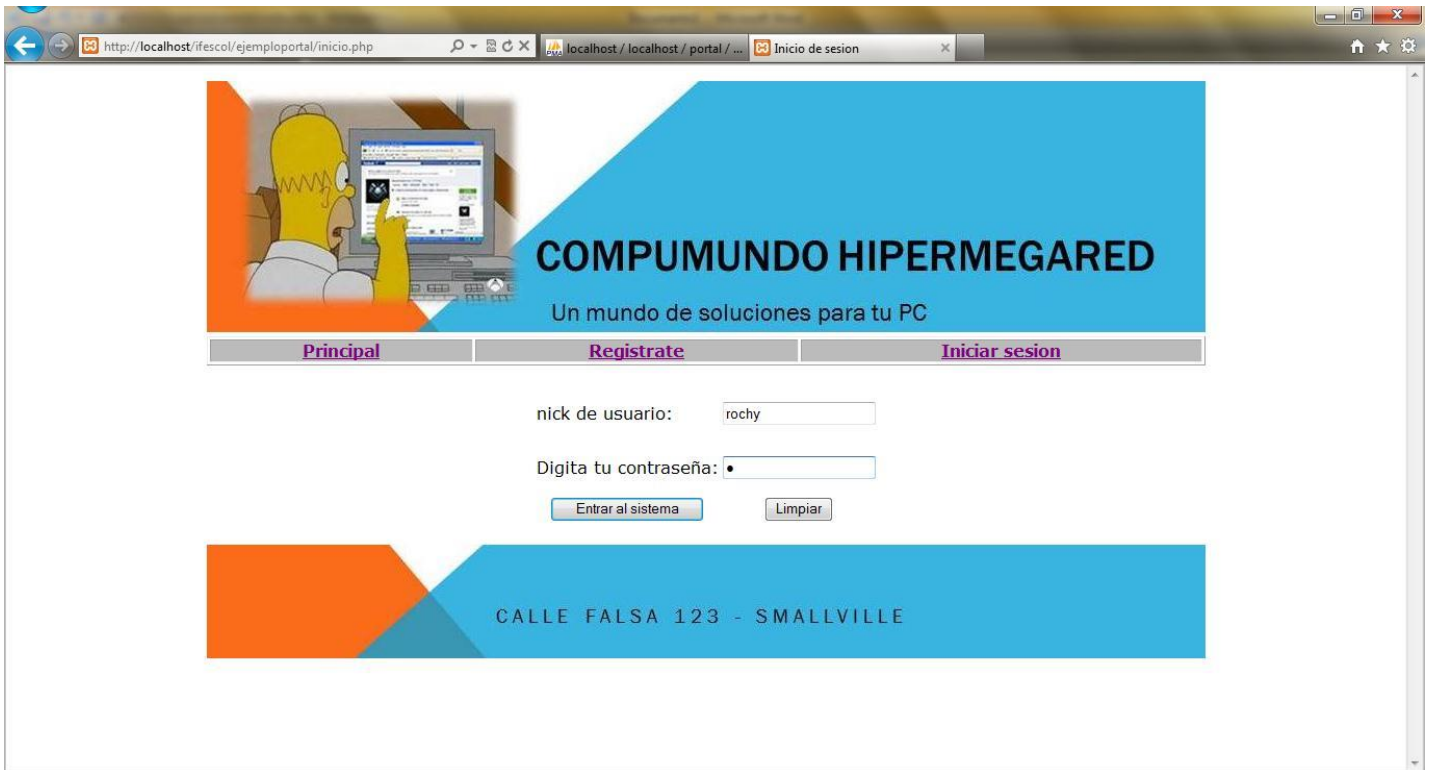 http://localhost/ifescol/ejemploportal/inicio.php
localhost / localhost / portal / ...
Inicio de sesion
COMPUMUNDO HIPERMEGARED
Un mundo de soluciones para tu PC
Principal Registrate Iniciar sesion
nick de usuario: rochy
Digita tu contraseña: •
Entrar al sistema Limpiar
CALLE FALSA 123 - SMALLVILLE